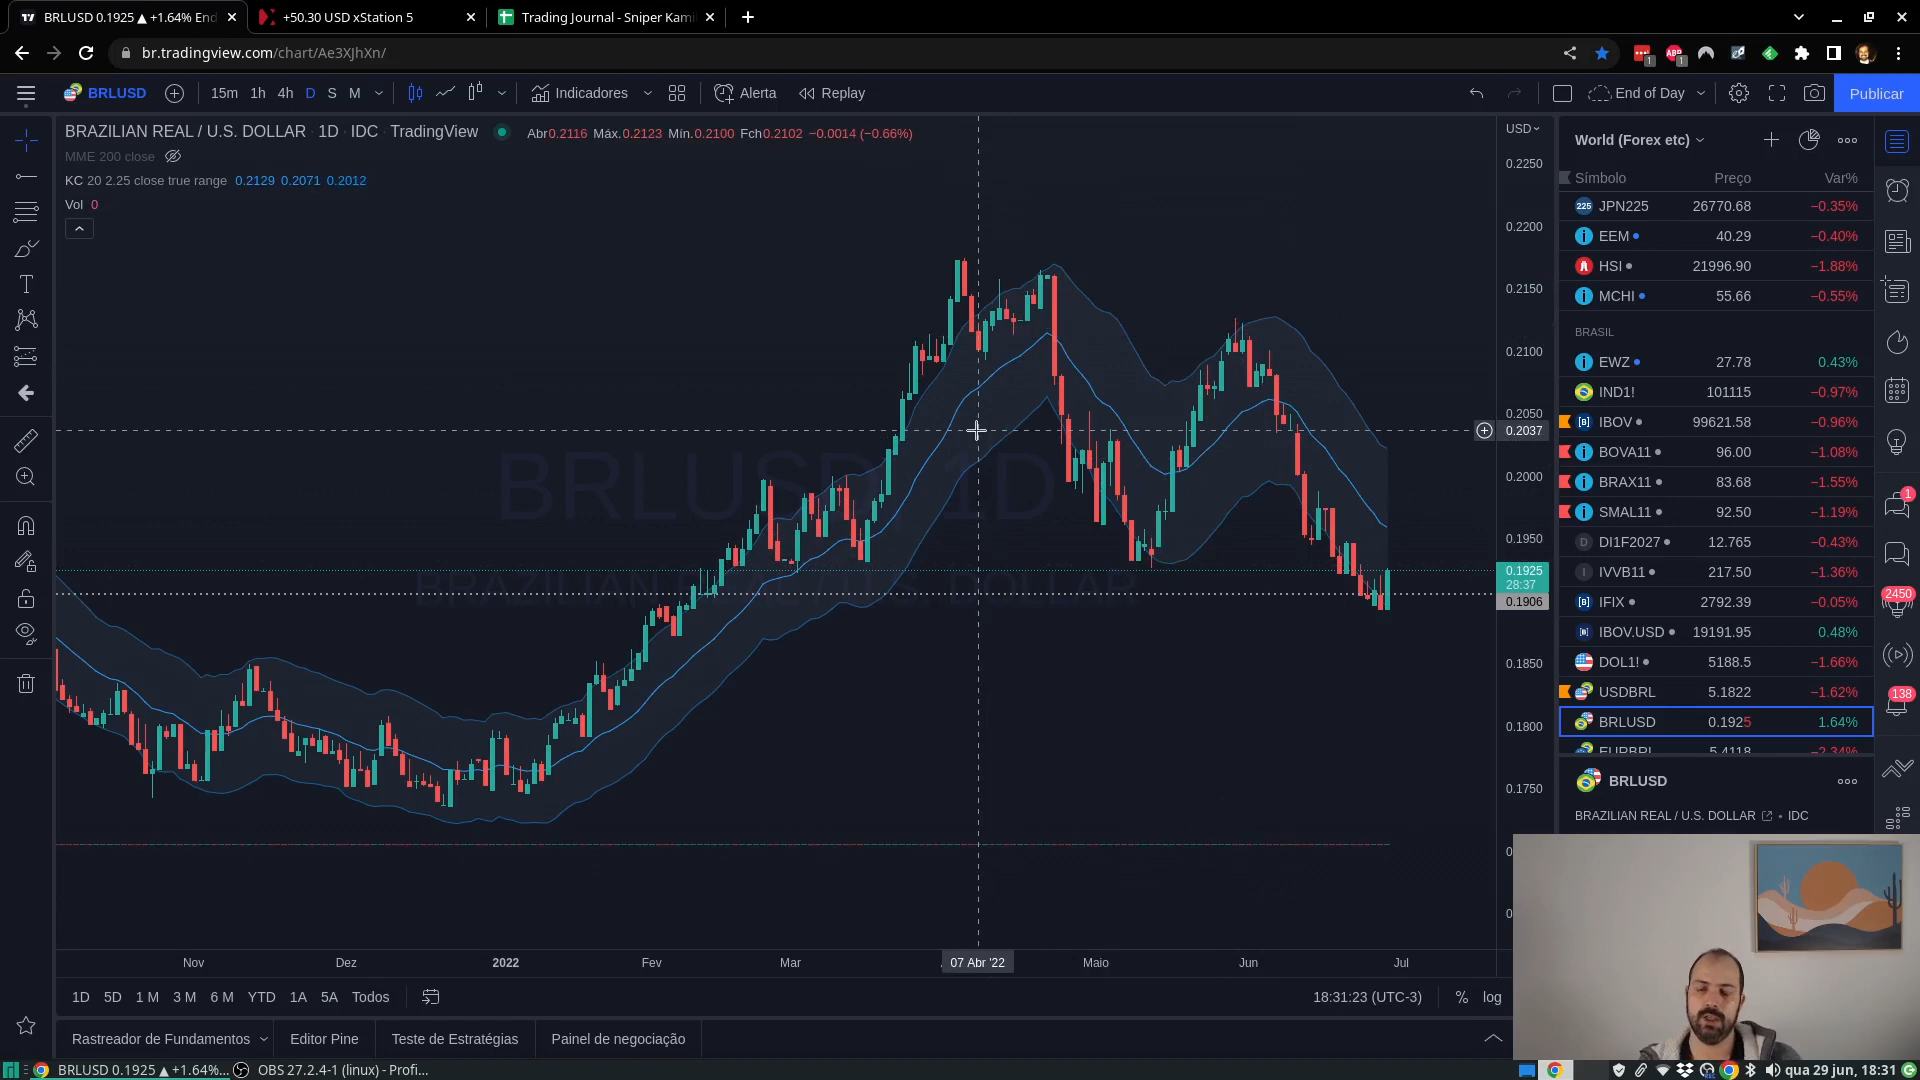 BRLUSD 0.1925 ▲ +1.64% End
+50.30 USD xStation 5
Trading Journal - Sniper Kami
br.tradingview.com/chart/Ae3XJhXn/
1
1
BRLUSD
15m 1h 4h D S M
Indicadores
Alerta
Replay
End of Day
Publicar
BRAZILIAN REAL / U.S. DOLLAR · 1D · IDC · TradingView
Abr0.2116 Máx.0.2123 Mín.0.2100 Fch0.2102 −0.0014 (−0.66%)
MME 200 close
KC 20 2.25 close true range 0.2129 0.2071 0.2012
Vol 0
BRLUSD, 1D
BRAZILIAN REAL / U.S. DOLLAR
USD
0.2250
0.2200
0.2150
0.2100
0.2050
0.2037
0.2000
0.1950
0.1925
28:37
0.1906
0.1850
0.1800
0.1750
Nov Dez 2022 Fev Mar 07 Abr '22 Maio Jun Jul
1D 5D 1 M 3 M 6 M YTD 1A 5A Todos
18:31:23 (UTC-3) % log
Rastreador de Fundamentos
Editor Pine
Teste de Estratégias
Painel de negociação
World (Forex etc)
Símbolo Preço Var%
JPN225 26770.68 −0.35%
EEM 40.29 −0.40%
HSI 21996.90 −1.88%
MCHI 55.66 −0.55%
BRASIL
EWZ 27.78 0.43%
IND1! 101115 −0.97%
IBOV 99621.58 −0.96%
BOVA11 96.00 −1.08%
BRAX11 83.68 −1.55%
SMAL11 92.50 −1.19%
DI1F2027 12.765 −0.43%
IVVB11 217.50 −1.36%
IFIX 2792.39 −0.05%
IBOV.USD 19191.95 0.48%
DOL1! 5188.5 −1.66%
USDBRL 5.1822 −1.62%
BRLUSD 0.1925 1.64%
EURBRL 5.4118 −2.34%
BRLUSD
BRAZILIAN REAL / U.S. DOLLAR • IDC
1
2450
138
BRLUSD 0.1925 ▲ +1.64%...
OBS 27.2.4-1 (linux) - Profi...
qua 29 jun, 18:31